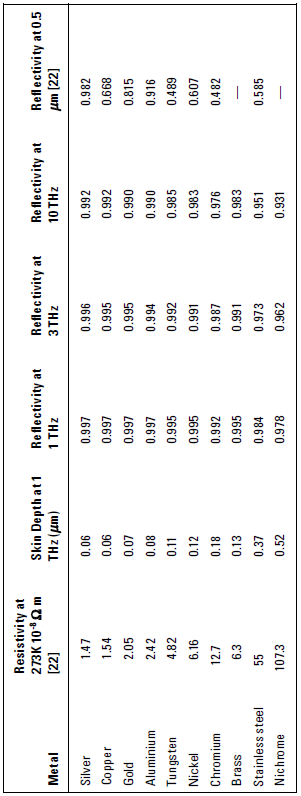 Metal Resistivity at 273K 10⁻⁸ Ω m [22] Skin Depth at 1 THz (μm) Reflectivity at 1 THz Reflectivity at 3 THz Reflectivity at 10 THz Reflectivity at 0.5 μm [22]
Silver 1.47 0.06 0.997 0.996 0.992 0.982
Copper 1.54 0.06 0.997 0.995 0.992 0.668
Gold 2.05 0.07 0.997 0.995 0.990 0.815
Aluminium 2.42 0.08 0.997 0.994 0.990 0.916
Tungsten 4.82 0.11 0.995 0.992 0.985 0.489
Nickel 6.16 0.12 0.995 0.991 0.983 0.607
Chromium 12.7 0.18 0.992 0.987 0.976 0.482
Brass 6.3 0.13 0.995 0.991 0.983 —
Stainless steel 55 0.37 0.984 0.973 0.951 0.585
Nichrome 107.3 0.52 0.978 0.962 0.931 —